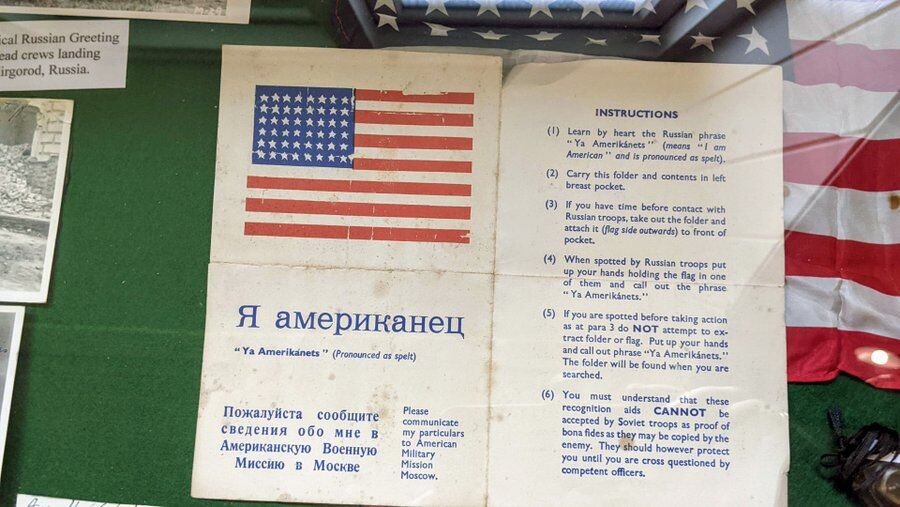 ical Russian Greeting
ead crews landing
irgorod, Russia.
Я американец
"Ya Amerikánets" (Pronounced as spelt)
Пожалуйста сообщите
сведения обо мне в
Американскую Военную
Миссию в Москве
Please
communicate
my particulars
to American
Military
Mission
Moscow.
INSTRUCTIONS
(1) Learn by heart the Russian phrase
"Ya Amerikánets" (means "I am
American" and is pronounced as spelt).
(2) Carry this folder and contents in left
breast pocket.
(3) If you have time before contact with
Russian troops, take out the folder and
attach it (flag side outwards) to front of
pocket.
(4) When spotted by Russian troops put
up your hands holding the flag in one
of them and call out the phrase
"Ya Amerikánets."
(5) If you are spotted before taking action
as at para 3 do NOT attempt to ex-
tract folder or flag. Put up your hands
and call out phrase "Ya Amerikánets."
The folder will be found when you are
searched.
(6) You must understand that these
recognition aids CANNOT be
accepted by Soviet troops as proof of
bona fides as they may be copied by the
enemy. They should however protect
you until you are cross questioned by
competent officers.